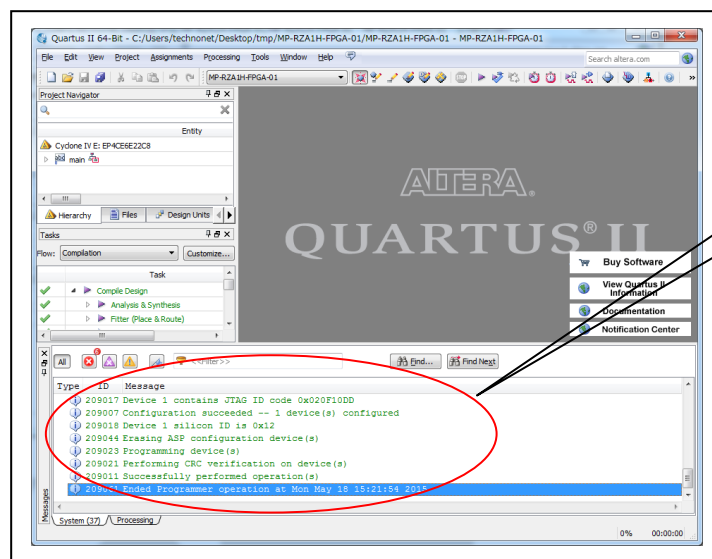 Quartus II 64-Bit - C:/Users/technonet/Desktop/tmp/MP-RZA1H-FPGA-01/MP-RZA1H-FPGA-01 - MP-RZA1H-FPGA-01
File Edit View Project Assignments Processing Tools Window Help
Search altera.com
MP-RZA1H-FPGA-01
Project Navigator
Entity
Cyclone IV E: EP4CE6E22C8
main
Hierarchy Files Design Units
Tasks
Flow: Compilation Customize...
Task
Compile Design
Analysis & Synthesis
Fitter (Place & Route)
ALTERA®
QUARTUS® II
Buy Software
View Quartus II
Information
Documentation
Notification Center
All <<Filter>> Find... Find Next
Type ID Message
209017 Device 1 contains JTAG ID code 0x020F10DD
209007 Configuration succeeded -- 1 device(s) configured
209018 Device 1 silicon ID is 0x12
209044 Erasing ASP configuration device(s)
209023 Programming device(s)
209021 Performing CRC verification on device(s)
209011 Successfully performed operation(s)
209061 Ended Programmer operation at Mon May 18 15:21:54 2015
Messages
System (37) Processing
0% 00:00:00